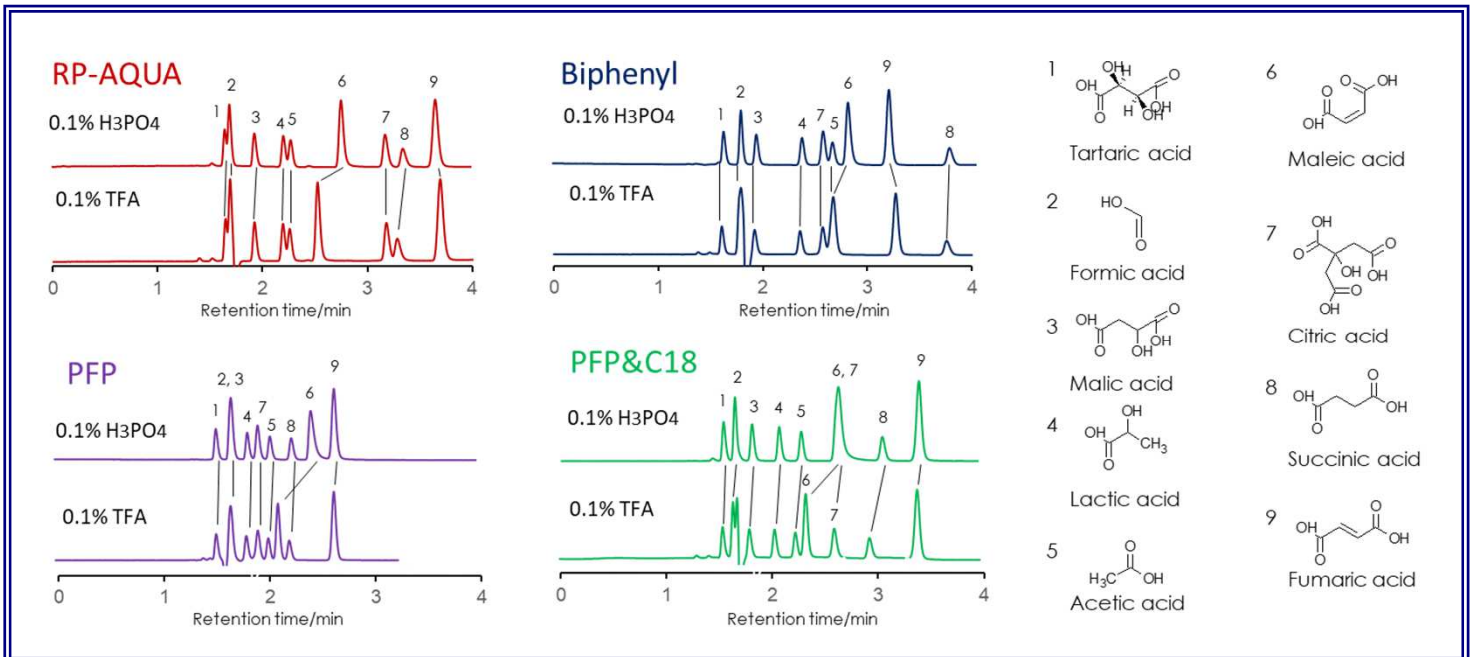 RP-AQUA
0.1% H3PO4
0.1% TFA
1
2
3
4
5
6
7
8
9
0
1
2
3
4
Retention time/min
Biphenyl
0.1% H3PO4
0.1% TFA
1
2
3
4
7
5
6
9
8
0
1
2
3
4
Retention time/min
PFP
0.1% H3PO4
0.1% TFA
1
2, 3
4
7
5
8
6
9
0
1
2
3
4
Retention time/min
PFP&C18
0.1% H3PO4
0.1% TFA
1
2
3
4
5
6, 7
8
9
6
7
0
1
2
3
4
Retention time/min
1
OH
H
O
OH
O
H
OH
Tartaric acid
2
HO
O
Formic acid
3
OH
O
O
OH
OH
Malic acid
4
OH
OH
O
CH3
Lactic acid
5
O
H3C
OH
Acetic acid
6
O
OH
O
OH
Maleic acid
7
OH
O
O
OH
OH
O
OH
Citric acid
8
HO
O
O
OH
Succinic acid
9
HO
O
O
OH
Fumaric acid